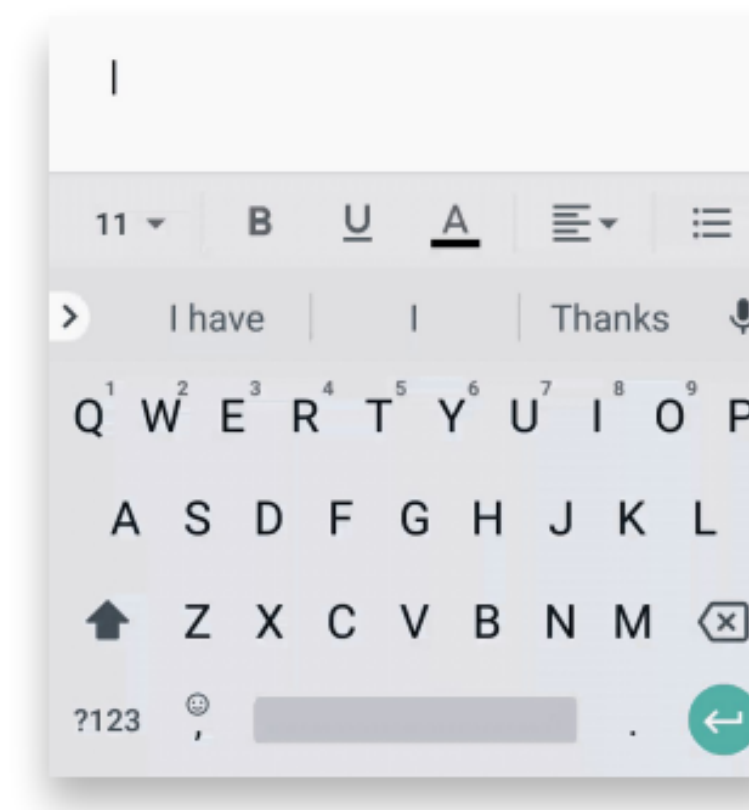 11 B U A
I have I Thanks
1 2 3 4 5 6 7 8 9
Q W E R T Y U I O P
A S D F G H J K L
Z X C V B N M
?123 , .